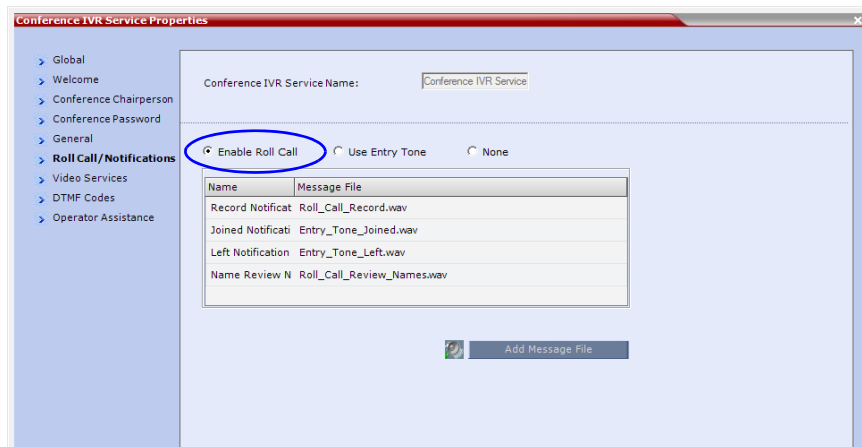 Conference IVR Service Properties
Global
Welcome
Conference Chairperson
Conference Password
General
Roll Call/Notifications
Video Services
DTMF Codes
Operator Assistance
Conference IVR Service Name: Conference IVR Service
Enable Roll Call Use Entry Tone None
Name Message File
Record Notificat Roll_Call_Record.wav
Joined Notificati Entry_Tone_Joined.wav
Left Notification Entry_Tone_Left.wav
Name Review N Roll_Call_Review_Names.wav
Add Message File